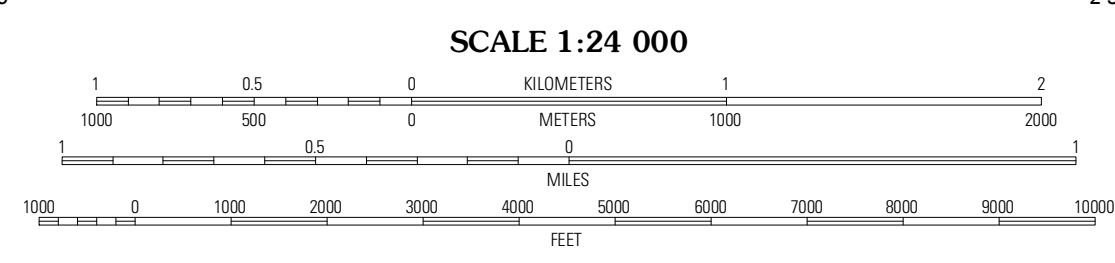 SCALE 1:24 000
1 0.5 0 KILOMETERS 1 2
1000 500 0 METERS 1000 2000
1 0.5 0 1
MILES
1000 0 1000 2000 3000 4000 5000 6000 7000 8000 9000 10000
FEET